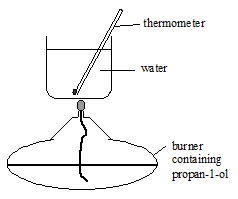 thermometer
water
burner
containing
propan-1-ol